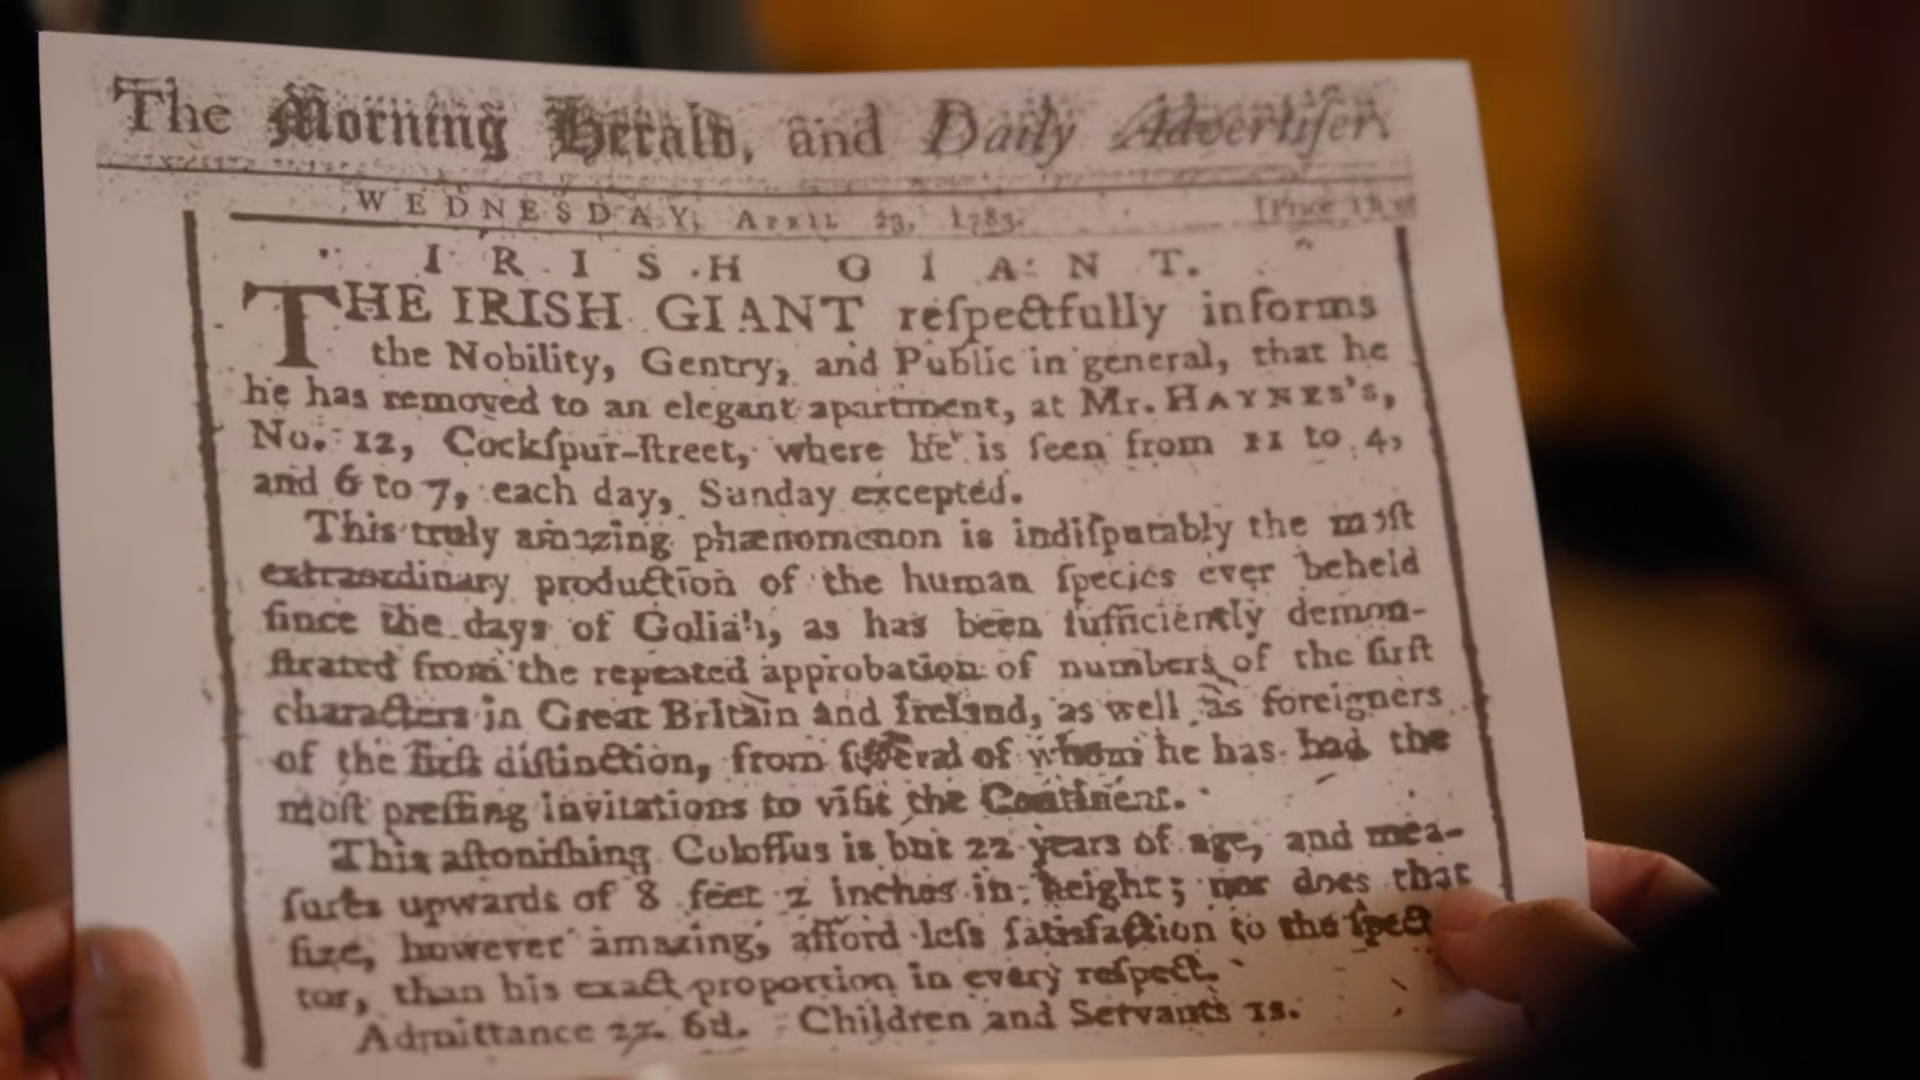 The Morning Herald, and Daily Advertiſer.
WEDNESDAY, APRIL 23, 1783. [Price
IRISH GIANT.
THE IRISH GIANT reſpectfully informs
the Nobility, Gentry, and Public in general, that he
he has removed to an elegant apartment, at Mr. HAYNES's,
No. 12, Cockſpur-ſtreet, where he is ſeen from 11 to 4,
and 6 to 7, each day, Sunday excepted.
This truly amazing phænomenon is indiſputably the moſt
extraordinary production of the human ſpecies ever beheld
ſince the days of Goliah, as has been ſufficiently demon-
ſtrated from the repeated approbation of numbers of the firſt
characters in Great Britain and Ireland, as well as foreigners
of the firſt diſtinction, from ſeveral of whom he has had the
moſt preſſing invitations to viſit the Continent.
This aſtoniſhing Coloſſus is but 22 years of age, and mea-
ſures upwards of 8 feet 2 inches in height; nor does that
ſize, however amazing, afford leſs ſatisfaction to the ſpect
tor, than his exact proportion in every reſpect.
Admittance 2s. 6d. Children and Servants 1s.